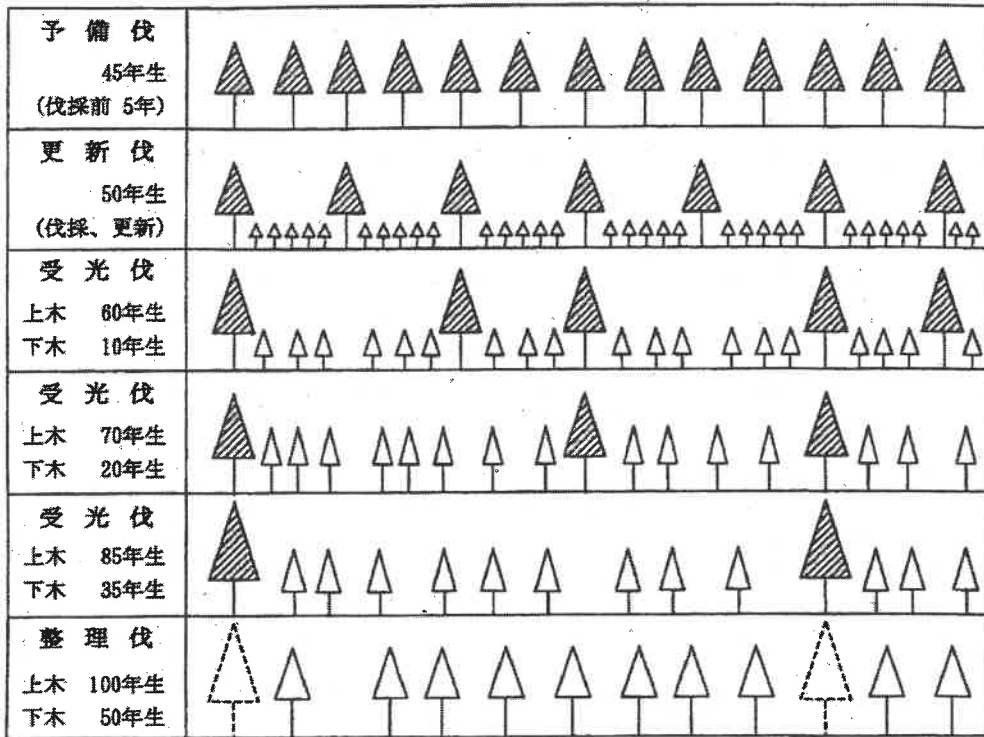 予備伐
45年生
(伐採前 5年)
更新伐
50年生
(伐採、更新)
受光伐
上木 60年生
下木 10年生
受光伐
上木 70年生
下木 20年生
受光伐
上木 85年生
下木 35年生
整理伐
上木 100年生
下木 50年生